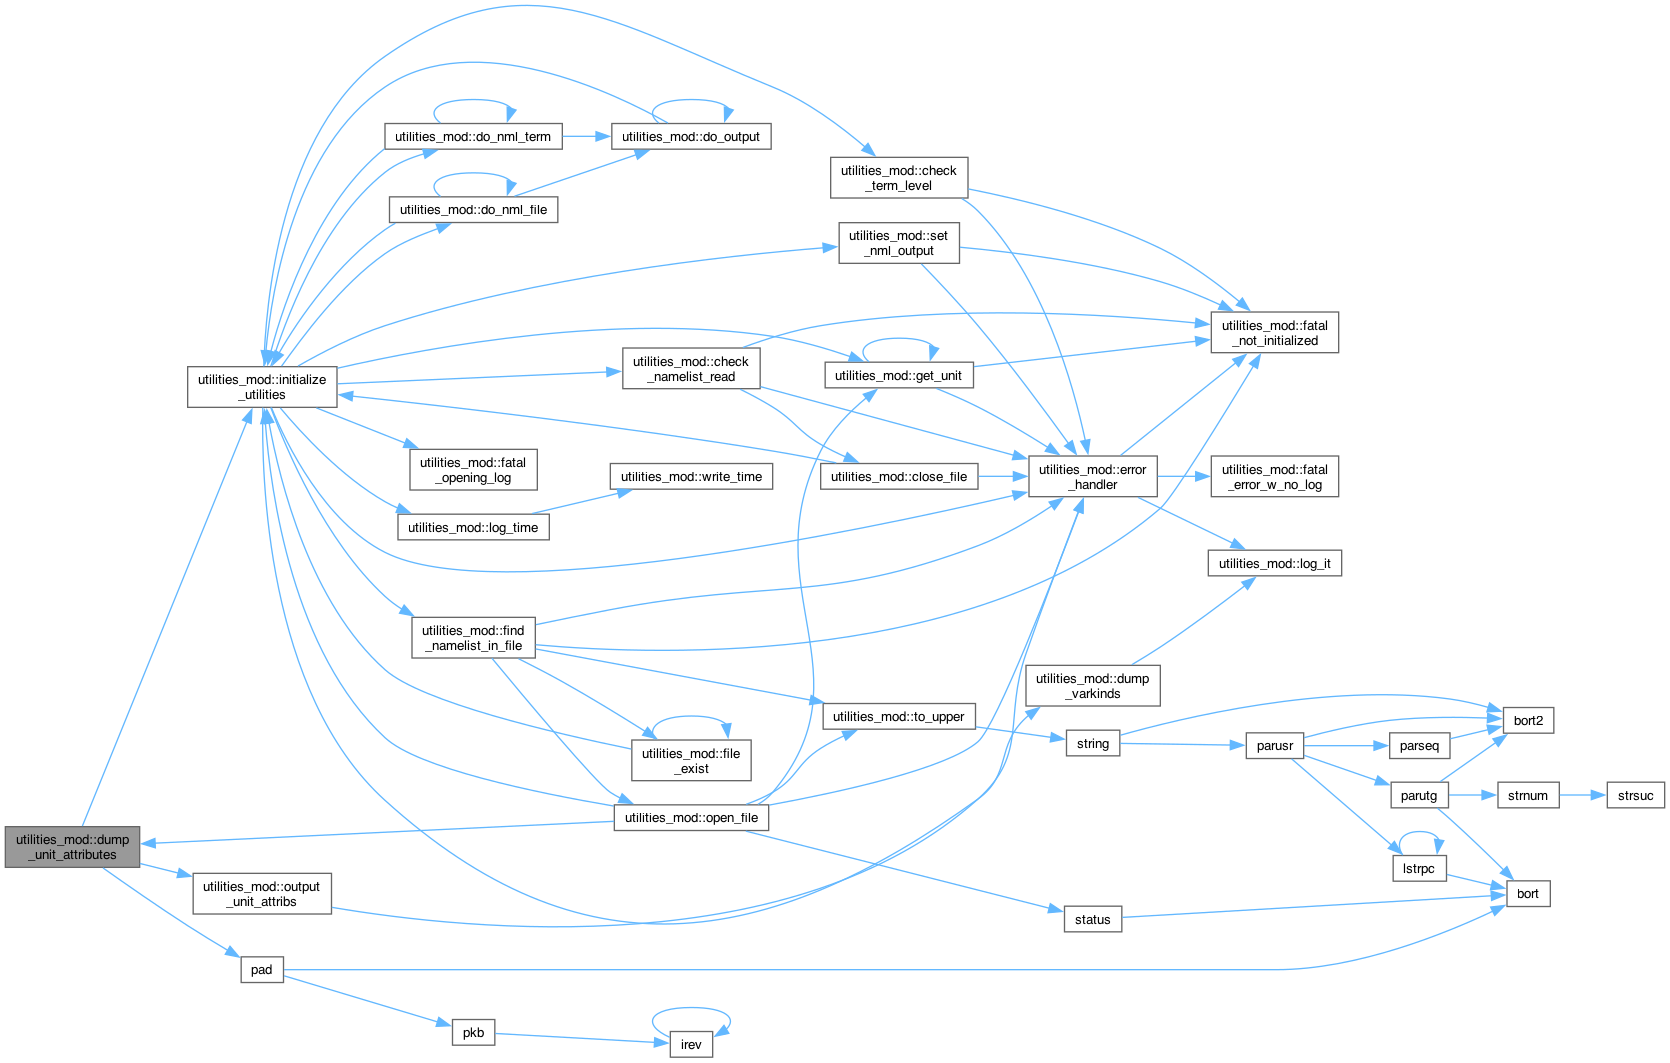 utilities_mod::do_nml_term
utilities_mod::do_output
utilities_mod::check
_term_level
utilities_mod::do_nml_file
utilities_mod::set
_nml_output
utilities_mod::fatal
_not_initialized
utilities_mod::initialize
_utilities
utilities_mod::check
_namelist_read
utilities_mod::get_unit
utilities_mod::fatal
_opening_log
utilities_mod::write_time
utilities_mod::close_file
utilities_mod::error
_handler
utilities_mod::fatal
_error_w_no_log
utilities_mod::log_time
utilities_mod::log_it
utilities_mod::find
_namelist_in_file
utilities_mod::dump
_varkinds
utilities_mod::to_upper
string
parusr
parseq
bort2
utilities_mod::file
_exist
parutg
strnum
strsuc
utilities_mod::open_file
utilities_mod::dump
_unit_attributes
utilities_mod::output
_unit_attribs
lstrpc
bort
status
pad
pkb
irev